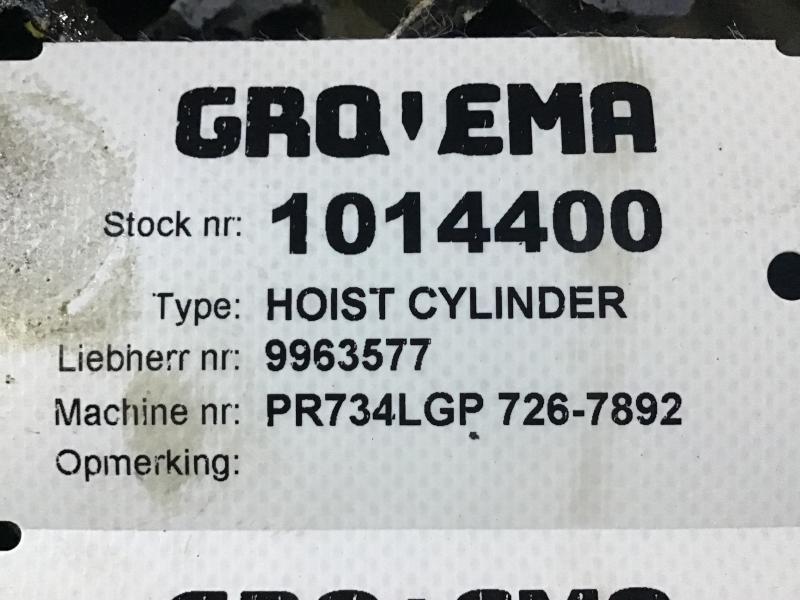 GRO'EMA
Stock nr: 1014400
Type: HOIST CYLINDER
Liebherr nr: 9963577
Machine nr: PR734LGP 726-7892
Opmerking: